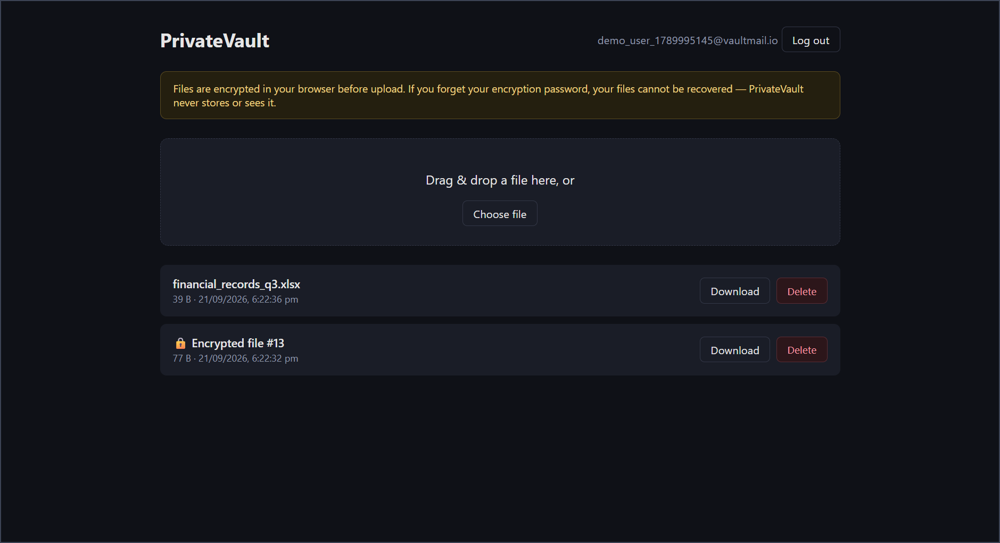 PrivateVault
demo_user_1789995145@vaultmail.io
Log out
Files are encrypted in your browser before upload. If you forget your encryption password, your files cannot be recovered — PrivateVault
never stores or sees it.
Drag & drop a file here, or
Choose file
financial_records_q3.xlsx
39 B · 21/09/2026, 6:22:36 pm
Download
Delete
Encrypted file #13
77 B · 21/09/2026, 6:22:32 pm
Download
Delete